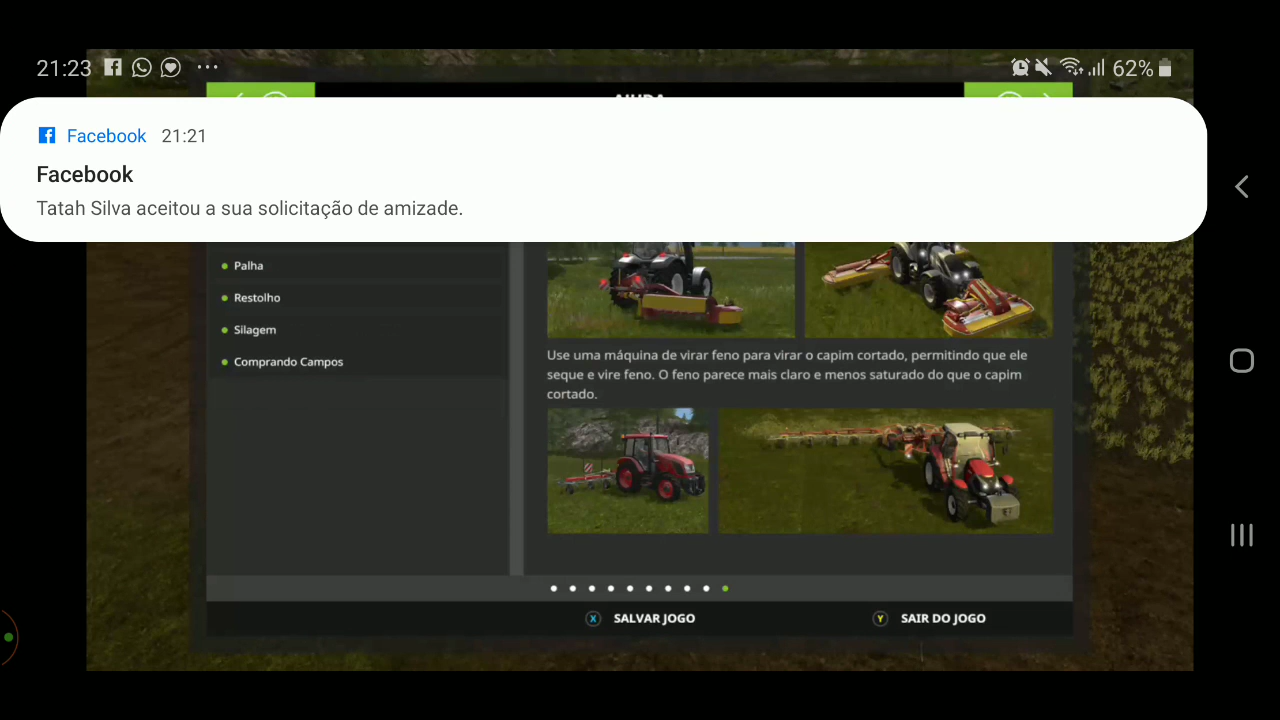 21:23
62%
Facebook 21:21
Facebook
Tatah Silva aceitou a sua solicitação de amizade.
Palha
Restolho
Silagem
Comprando Campos
Use uma máquina de virar feno para virar o capim cortado, permitindo que ele
seque e vire feno. O feno parece mais claro e menos saturado do que o capim
cortado.
X SALVAR JOGO
Y SAIR DO JOGO